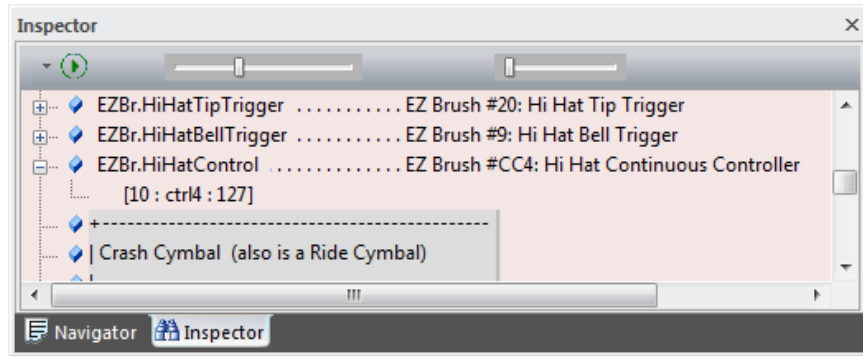 Inspector
EZBr.HiHatTipTrigger ........... EZ Brush #20: Hi Hat Tip Trigger
EZBr.HiHatBellTrigger ........... EZ Brush #9: Hi Hat Bell Trigger
EZBr.HiHatControl ............. EZ Brush #CC4: Hi Hat Continuous Controller
[10 : ctrl4 : 127]
+------------------------------------------------
| Crash Cymbal (also is a Ride Cymbal)
Navigator Inspector